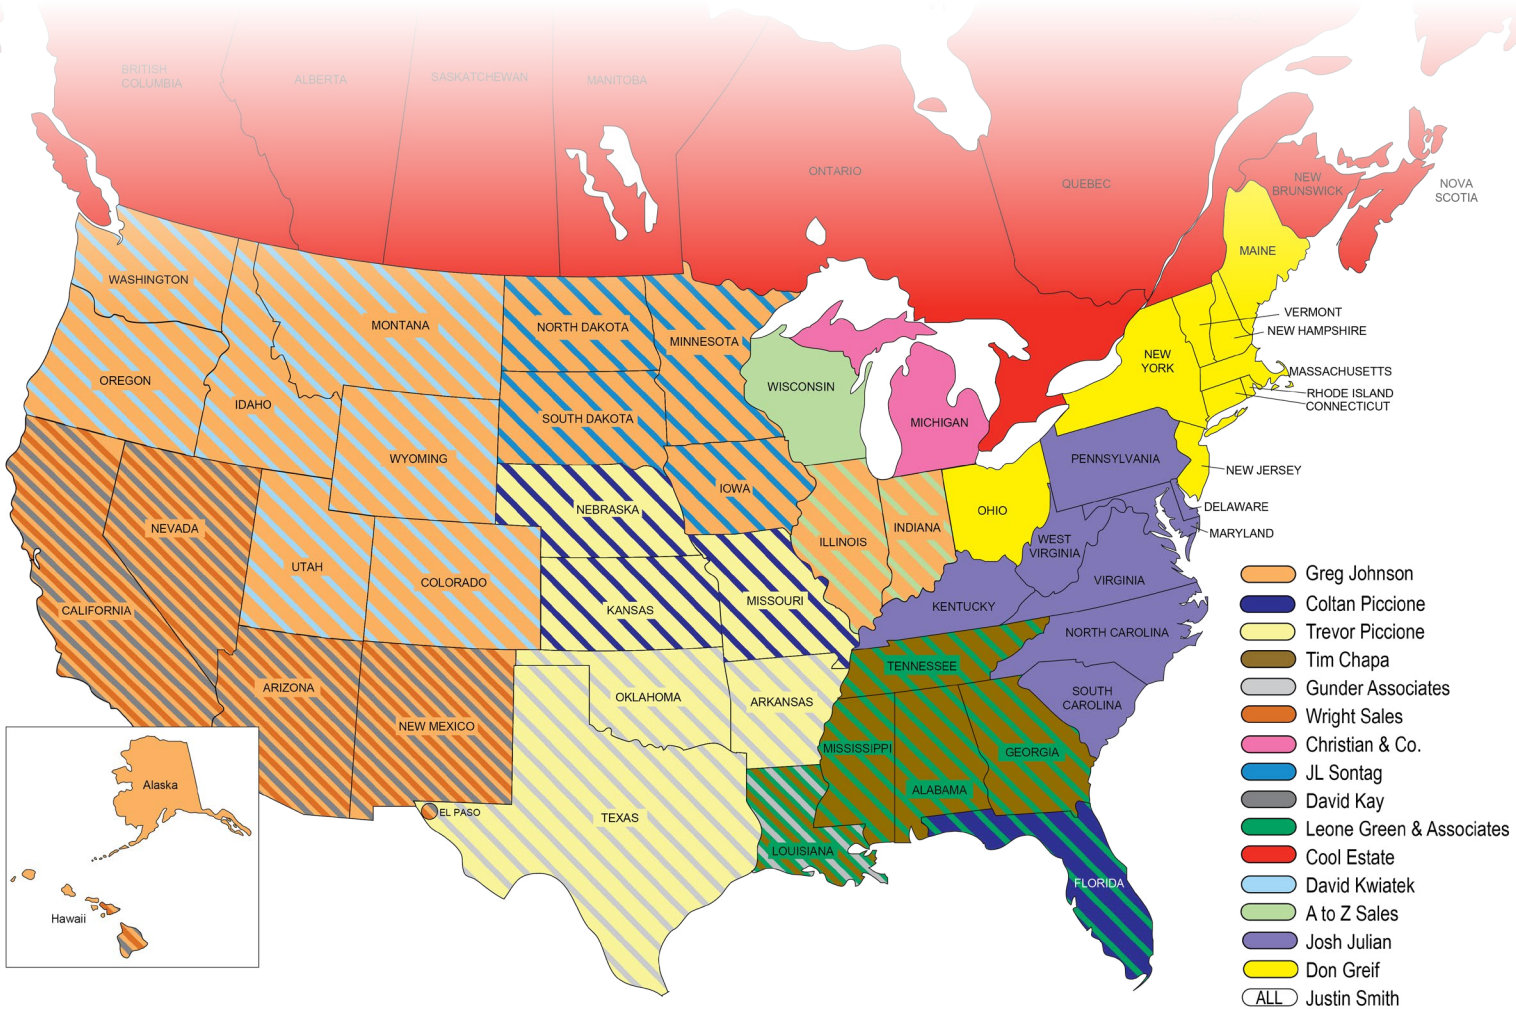 BRITISH
COLUMBIA
ALBERTA
SASKATCHEWAN
MANITOBA
ONTARIO
QUEBEC
NEW
BRUNSWICK
NOVA
SCOTIA
MAINE
WASHINGTON
MONTANA
NORTH DAKOTA
MINNESOTA
VERMONT
NEW HAMPSHIRE
NEW
YORK
MASSACHUSETTS
OREGON
IDAHO
WISCONSIN
RHODE ISLAND
CONNECTICUT
SOUTH DAKOTA
MICHIGAN
WYOMING
PENNSYLVANIA
NEW JERSEY
IOWA
NEBRASKA
OHIO
DELAWARE
NEVADA
INDIANA
MARYLAND
ILLINOIS
WEST
VIRGINIA
UTAH
COLORADO
VIRGINIA
CALIFORNIA
KANSAS
MISSOURI
KENTUCKY
NORTH CAROLINA
TENNESSEE
ARIZONA
OKLAHOMA
ARKANSAS
SOUTH
CAROLINA
NEW MEXICO
MISSISSIPPI
GEORGIA
Alaska
ALABAMA
EL PASO
TEXAS
LOUISIANA
FLORIDA
Hawaii
Greg Johnson
Coltan Piccione
Trevor Piccione
Tim Chapa
Gunder Associates
Wright Sales
Christian & Co.
JL Sontag
David Kay
Leone Green & Associates
Cool Estate
David Kwiatek
A to Z Sales
Josh Julian
Don Greif
ALL Justin Smith